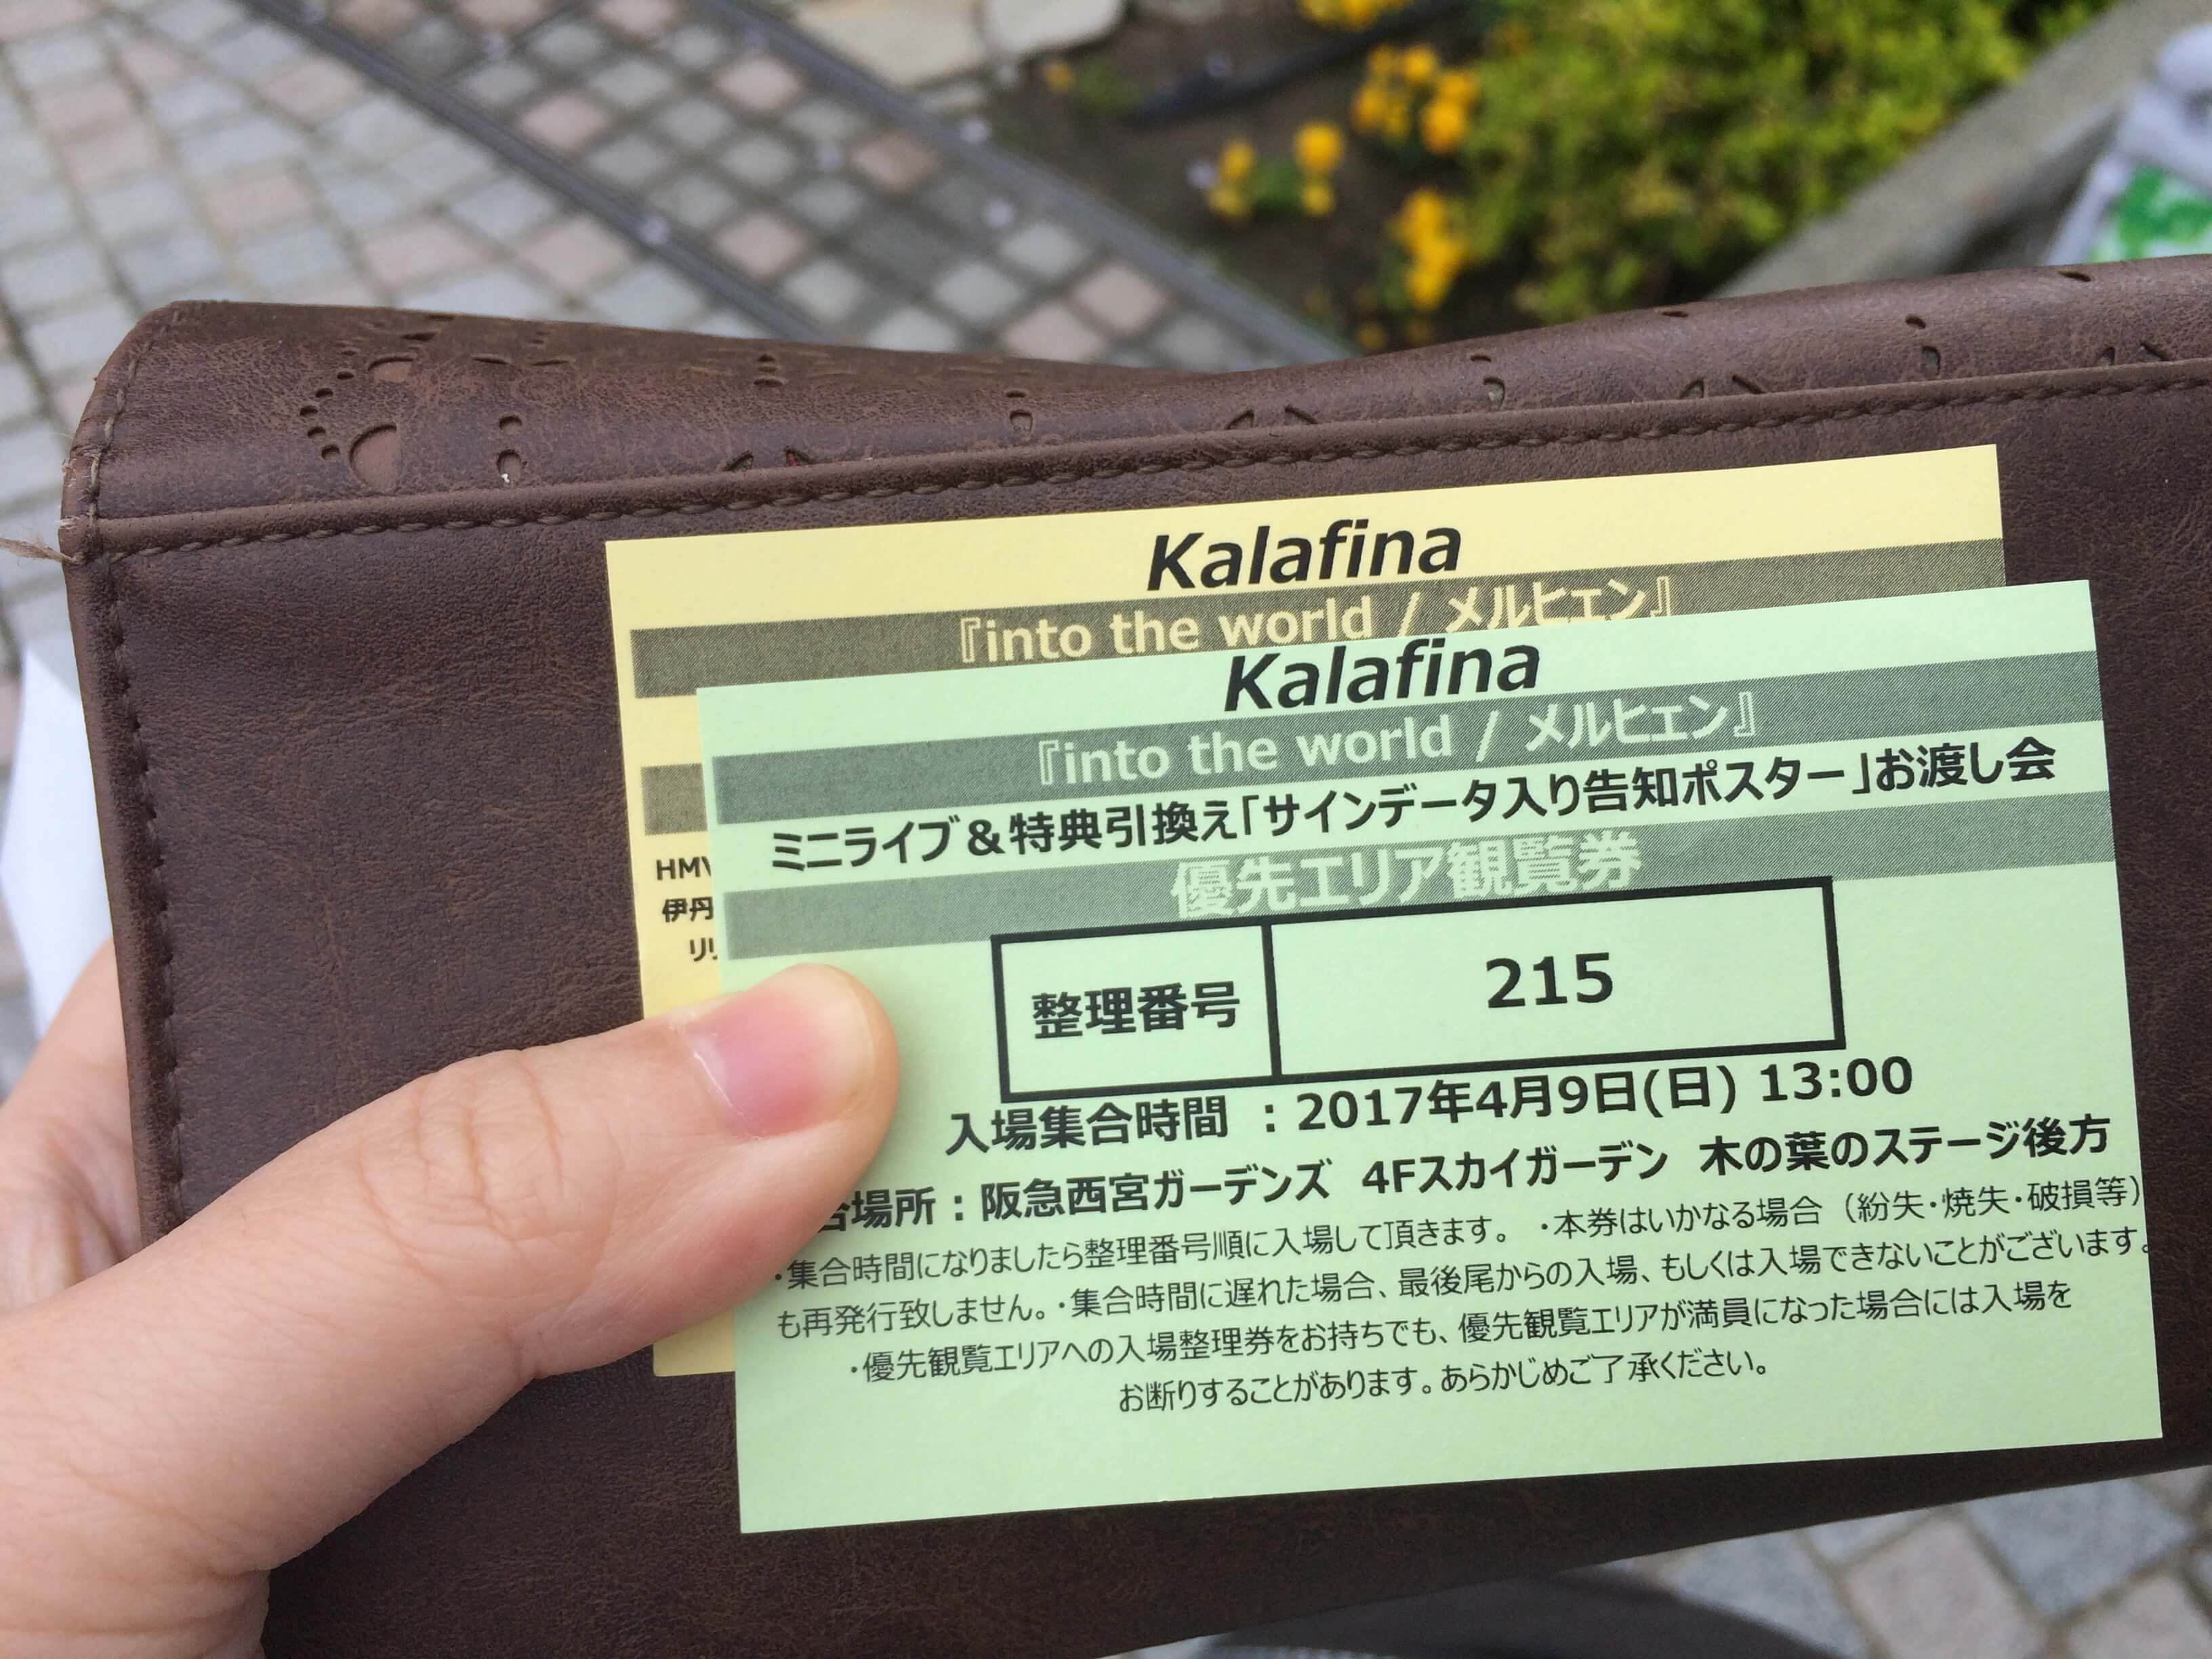 Kalafina
『into the world / メルヒェン』
HMV
伊丹
リリ
Kalafina
『into the world / メルヒェン』
ミニライブ＆特典引換え「サインデータ入り告知ポスター」お渡し会
優先エリア観覧券
整理番号 215
入場集合時間 ：2017年4月9日(日) 13:00
合場所：阪急西宮ガーデンズ 4Fスカイガーデン 木の葉のステージ後方
・集合時間になりましたら整理番号順に入場して頂きます。 ・本券はいかなる場合（紛失・焼失・破損等）
も再発行致しません。・集合時間に遅れた場合、最後尾からの入場、もしくは入場できないことがございます。
・優先観覧エリアへの入場整理券をお持ちでも、優先観覧エリアが満員になった場合には入場を
お断りすることがあります。あらかじめご了承ください。